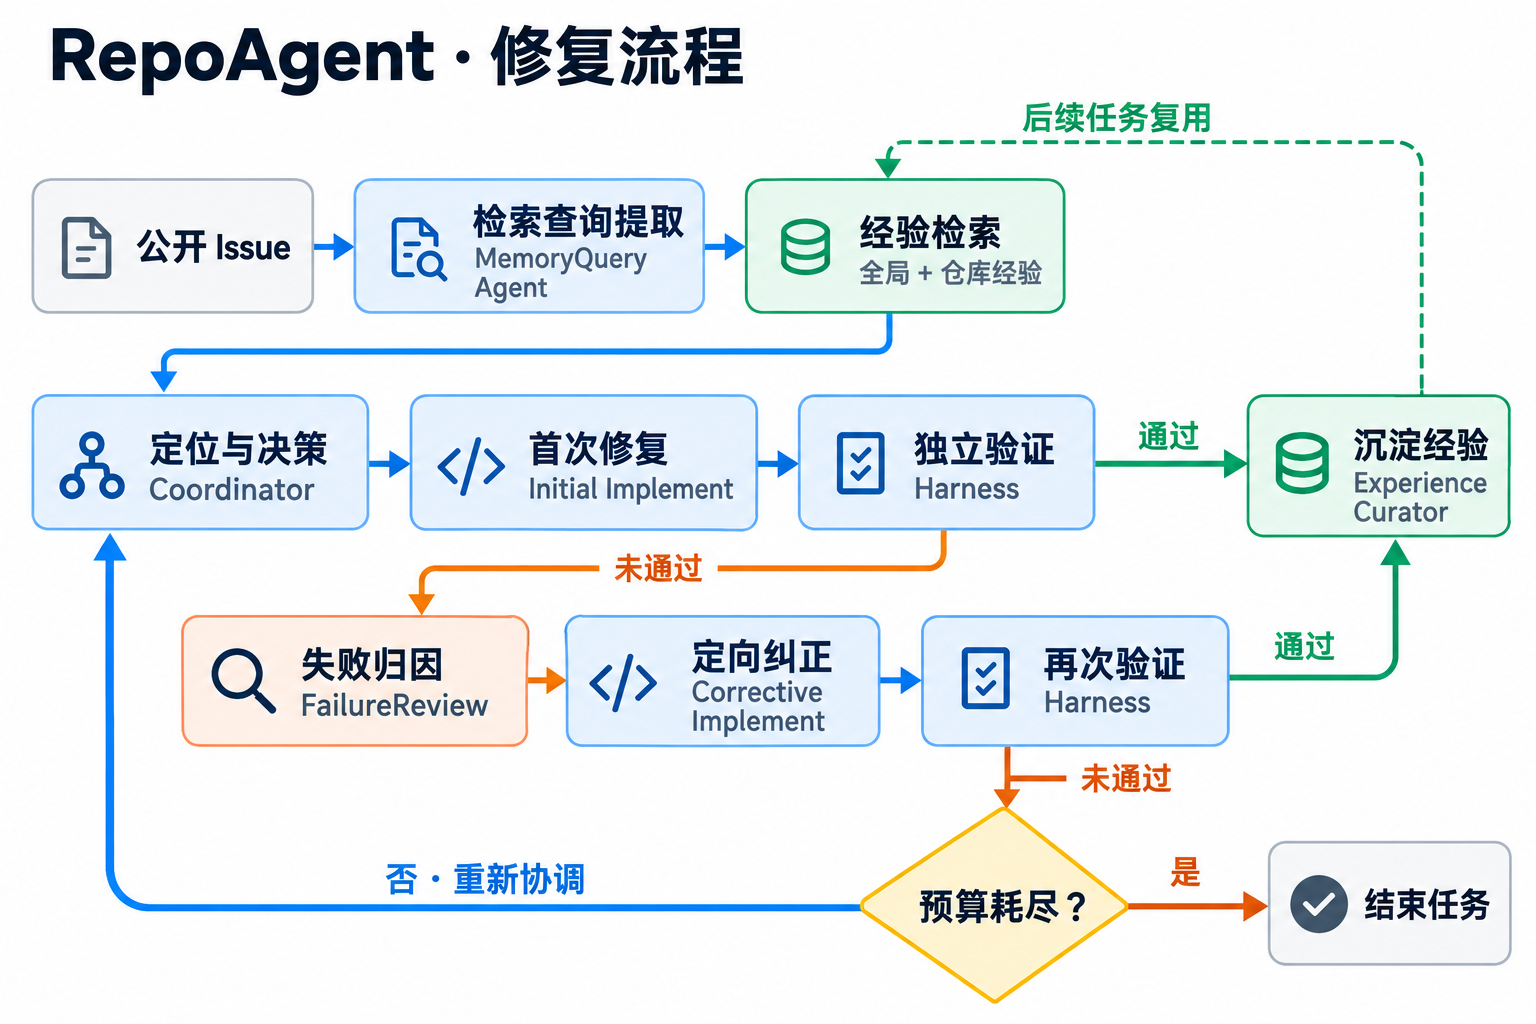 RepoAgent · 修复流程
后续任务复用
公开 Issue
检索查询提取
MemoryQuery
Agent
经验检索
全局 + 仓库经验
定位与决策
Coordinator
首次修复
Initial Implement
独立验证
Harness
通过
沉淀经验
Experience
Curator
未通过
失败归因
FailureReview
定向纠正
Corrective
Implement
再次验证
Harness
通过
未通过
否 · 重新协调
预算耗尽？
是
结束任务